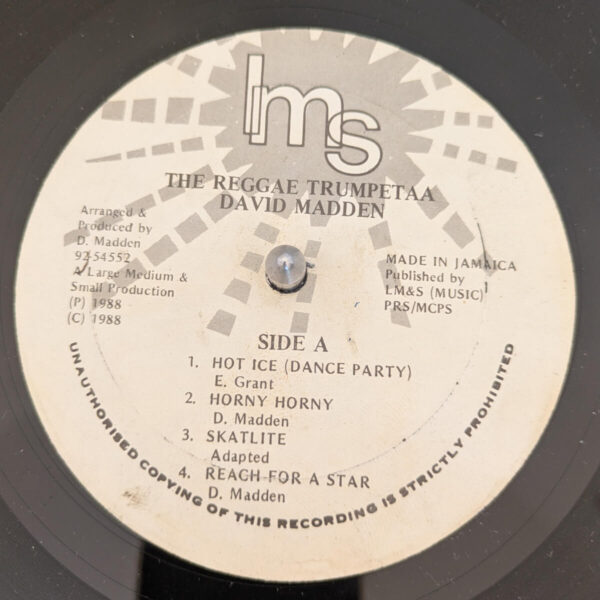 lms
THE REGGAE TRUMPETAA
DAVID MADDEN
Arranged &
Produced by
D. Madden
92-54552
A Large Medium &
Small Production
(P) 1988
(C) 1988
MADE IN JAMAICA
Published by
LM&S (MUSIC)
PRS/MCPS
SIDE A
1. HOT ICE (DANCE PARTY)
E. Grant
2. HORNY HORNY
D. Madden
3. SKATLITE
Adapted
4. REACH FOR A STAR
D. Madden
UNAUTHORISED COPYING OF THIS RECORDING IS STRICTLY PROHIBITED